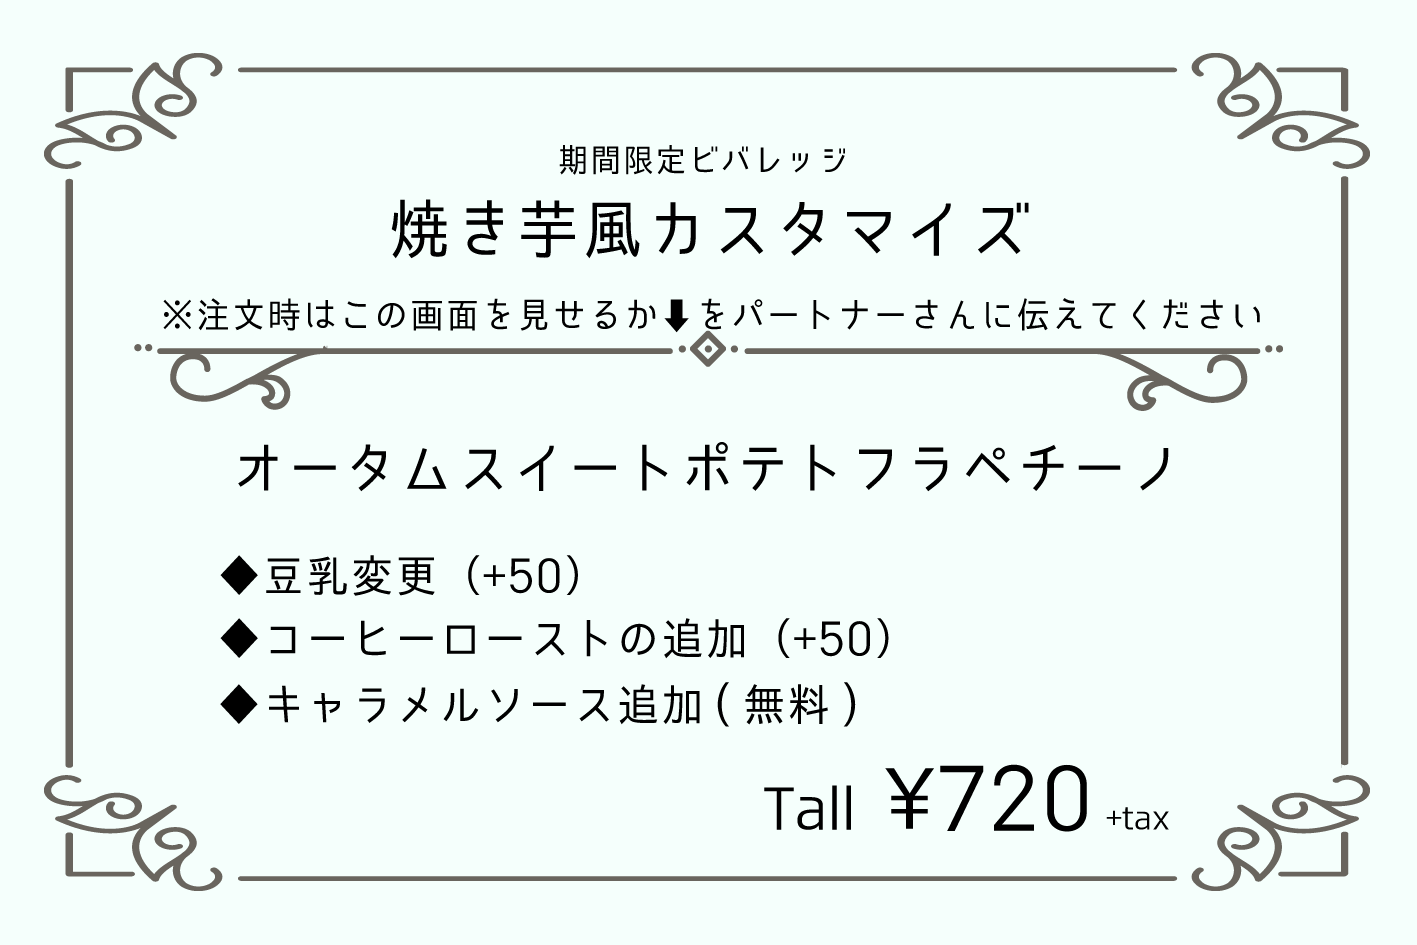 期間限定ビバレッジ
焼き芋風カスタマイズ
※注文時はこの画面を見せるか⬇をパートナーさんに伝えてください
オータムスイートポテトフラペチーノ
◆豆乳変更（+50）
◆コーヒーローストの追加（+50）
◆キャラメルソース追加(無料)
Tall ¥720 +tax